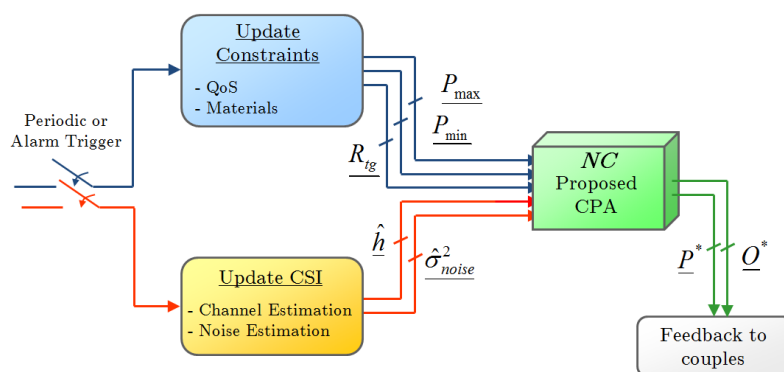 Update
Constraints
- QoS
- Materials
Periodic or
Alarm Trigger
P_max
P_min
R_tg
NC
Proposed
CPA
ĥ
σ̂²_noise
Update CSI
- Channel Estimation
- Noise Estimation
P*
O*
Feedback to
couples